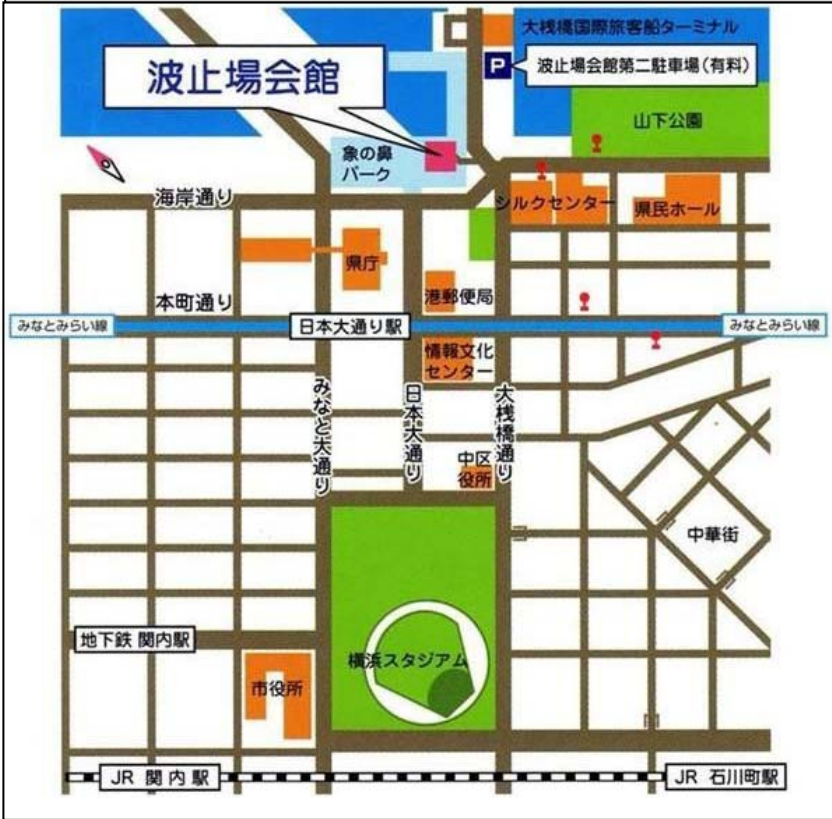 大桟橋国際旅客船ターミナル
波止場会館
P
波止場会館第二駐車場(有料)
山下公園
象の鼻
パーク
海岸通り
シルクセンター
県民ホール
県庁
港郵便局
本町通り
みなとみらい線
日本大通り駅
みなとみらい線
情報文化
センター
みなと大通り
日本大通り
大桟橋通り
中区
役所
中華街
地下鉄 関内駅
横浜スタジアム
市役所
JR 関内駅
JR 石川町駅